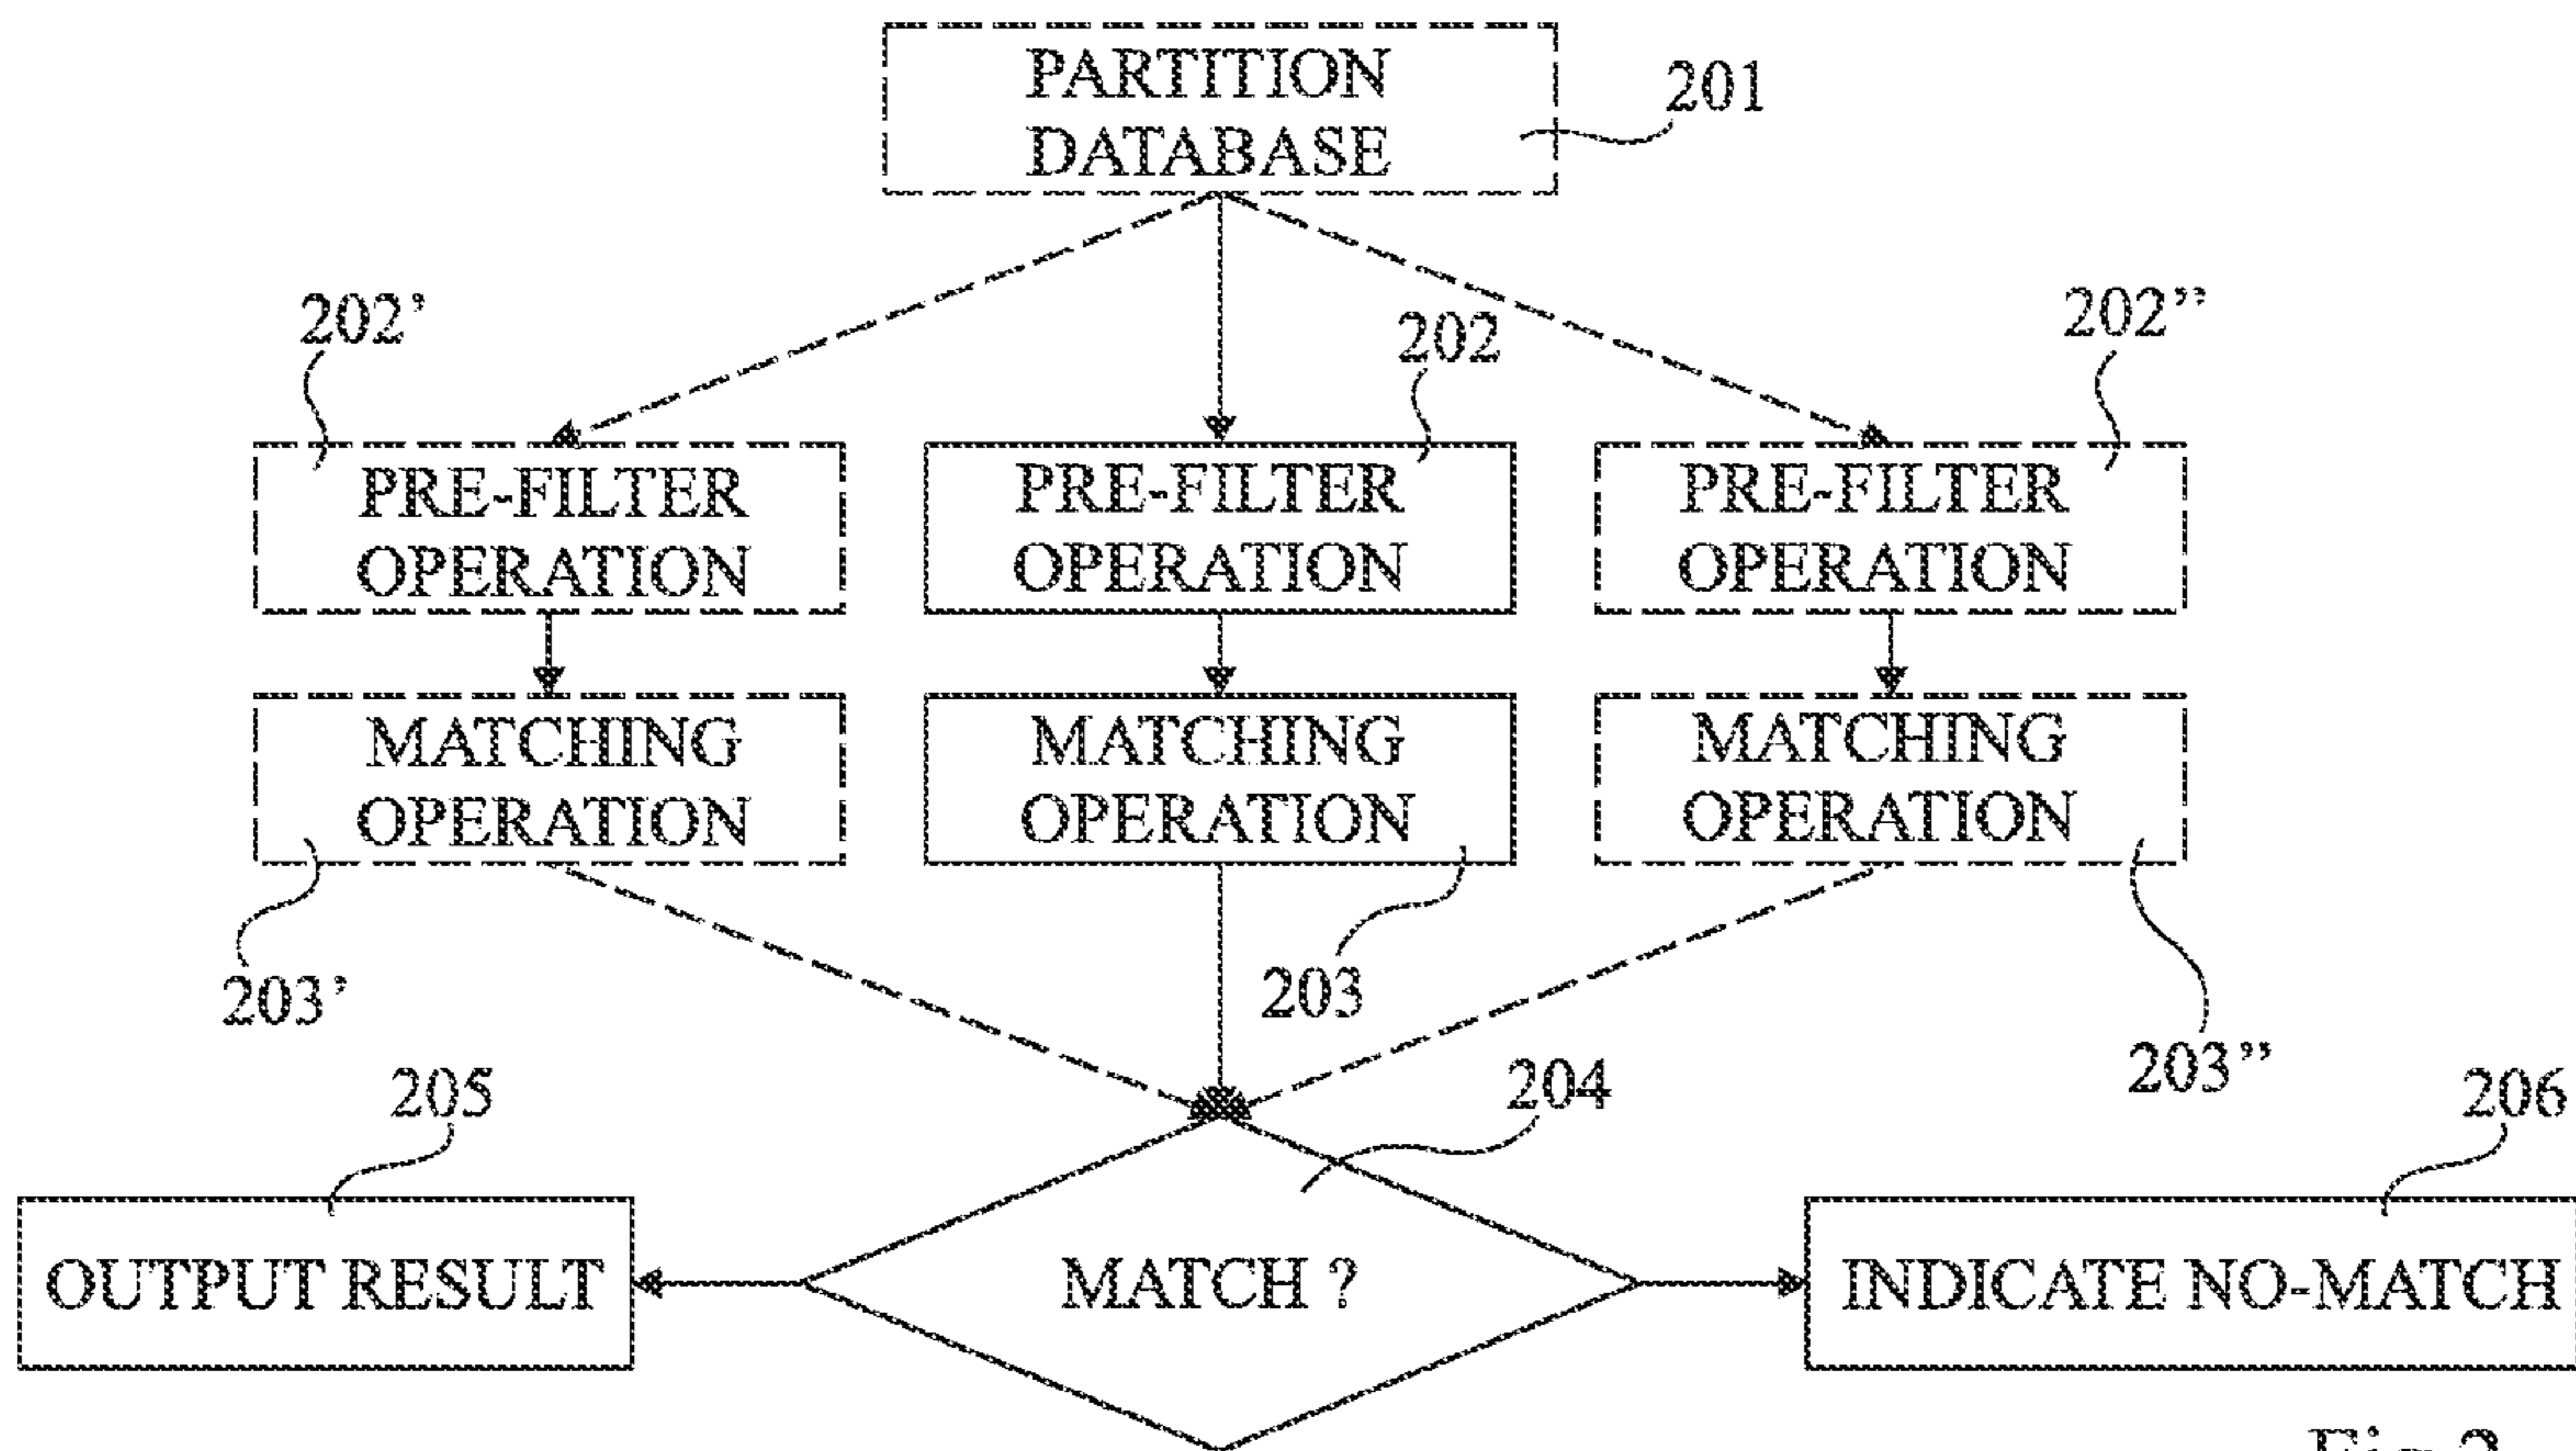 PARTITION
DATABASE
201
202’
202
202”
PRE-FILTER
OPERATION
PRE-FILTER
OPERATION
PRE-FILTER
OPERATION
MATCHING
OPERATION
MATCHING
OPERATION
MATCHING
OPERATION
203’
203
203”
205
204
206
OUTPUT RESULT
MATCH ?
INDICATE NO-MATCH